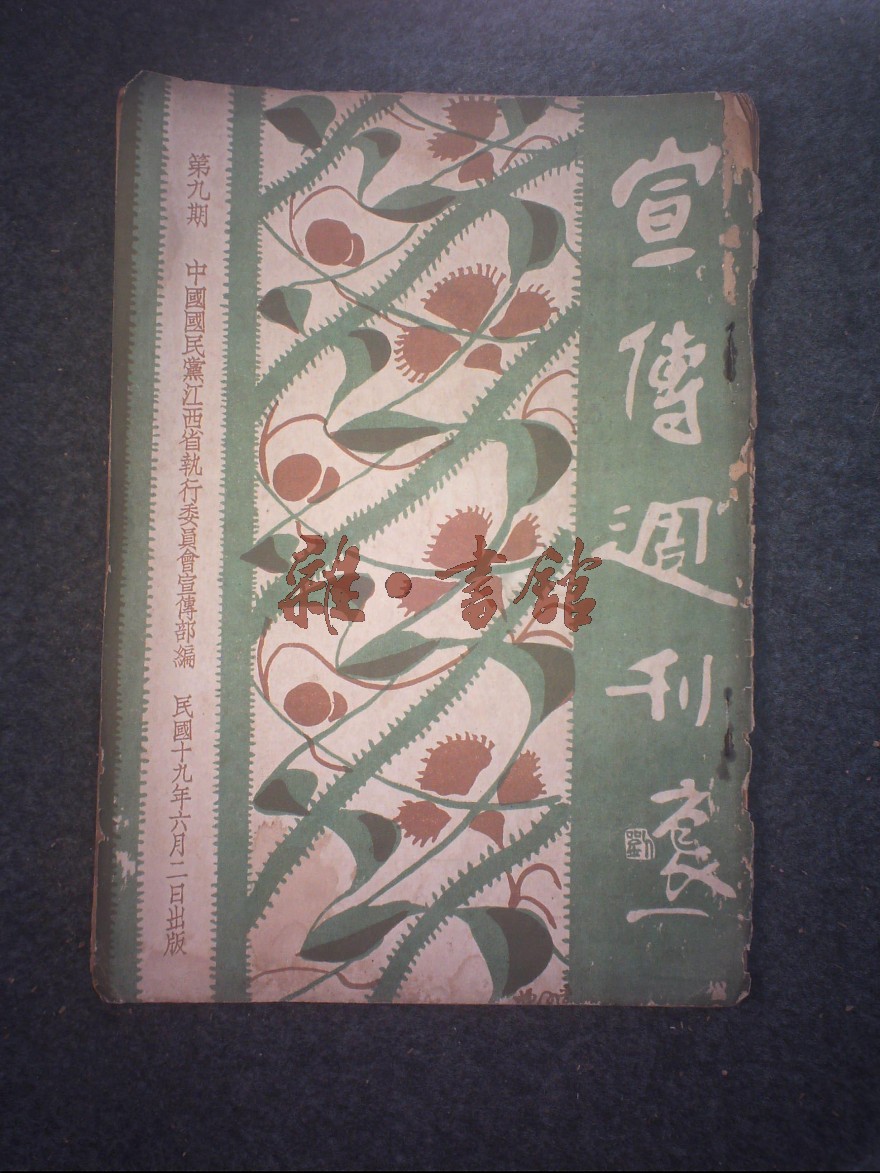 宣傳週刊
劉
第九期 中國國民黨江西省執行委員會宣傳部編 民國十九年六月二日出版
雜·書館